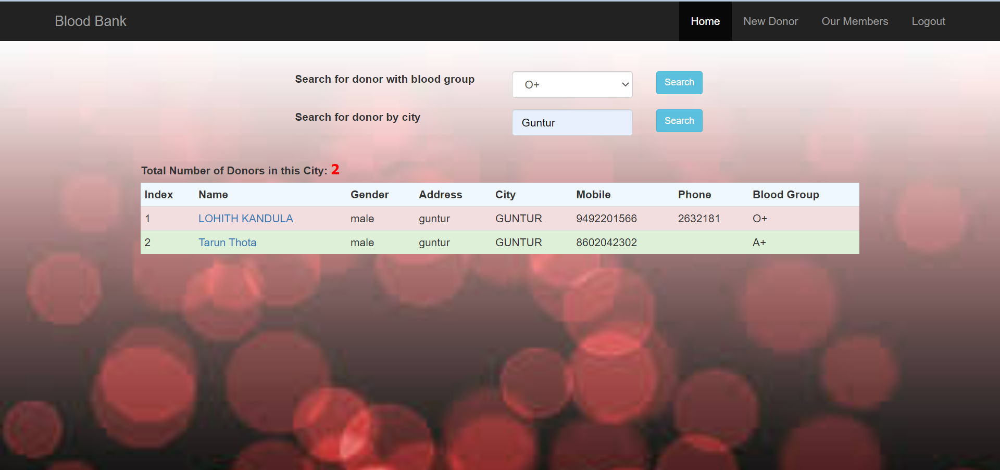 Blood Bank Home New Donor Our Members Logout
Search for donor with blood group O+ Search
Search for donor by city Guntur Search
Total Number of Donors in this City: 2
Index Name Gender Address City Mobile Phone Blood Group
1 LOHITH KANDULA male guntur GUNTUR 9492201566 2632181 O+
2 Tarun Thota male guntur GUNTUR 8602042302 A+